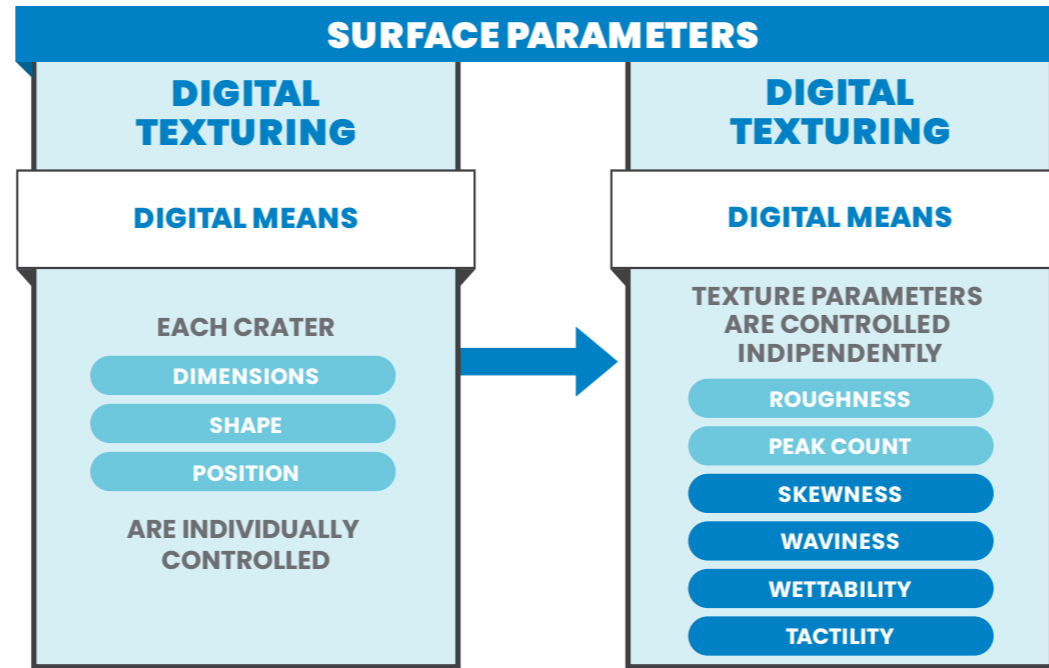 SURFACE PARAMETERS
DIGITAL
TEXTURING
DIGITAL MEANS
EACH CRATER
DIMENSIONS
SHAPE
POSITION
ARE INDIVIDUALLY
CONTROLLED
DIGITAL
TEXTURING
DIGITAL MEANS
TEXTURE PARAMETERS
ARE CONTROLLED
INDIPENDENTLY
ROUGHNESS
PEAK COUNT
SKEWNESS
WAVINESS
WETTABILITY
TACTILITY